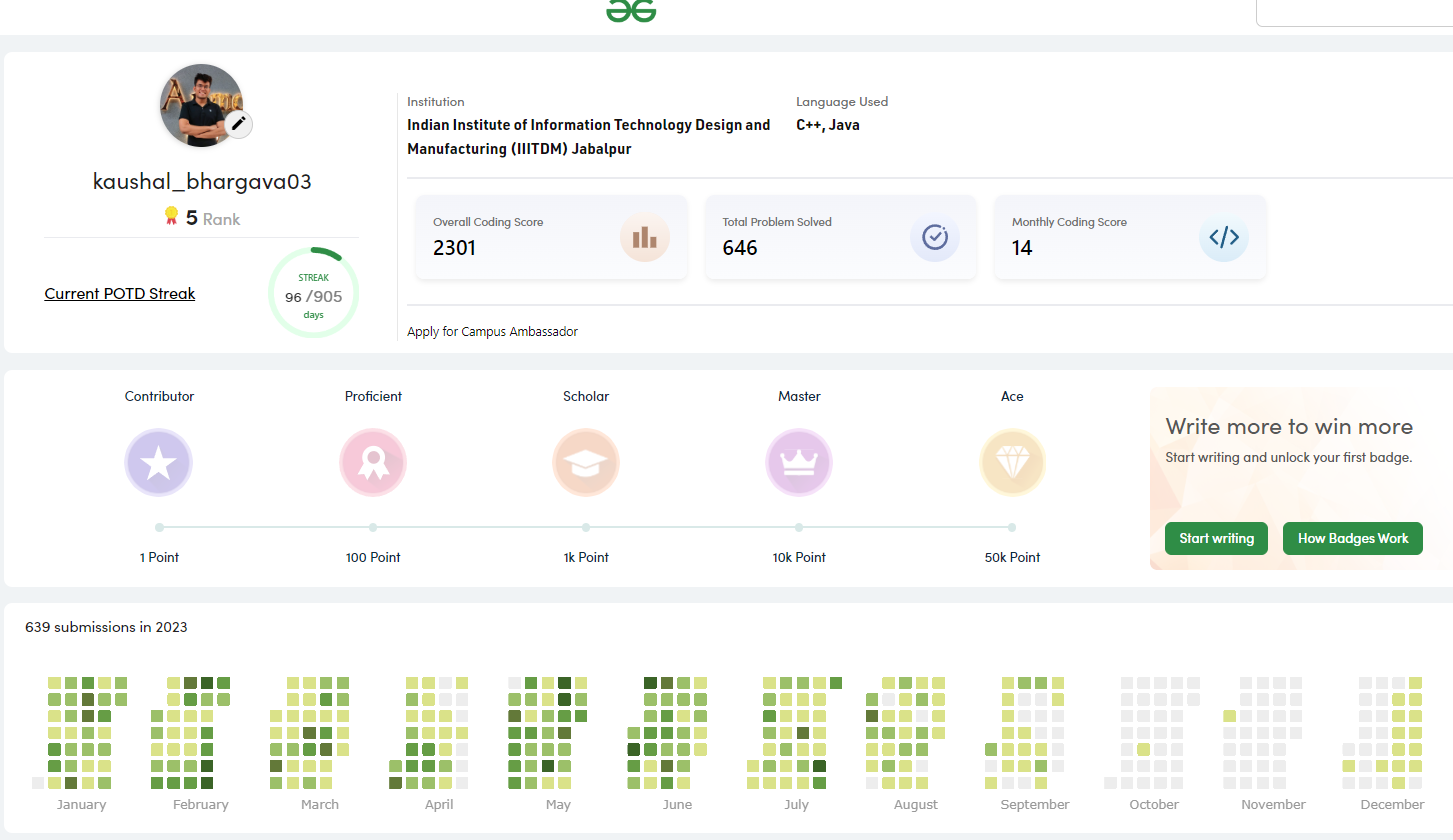 kaushal_bhargava03
5 Rank
Current POTD Streak
STREAK
96 /905
days
Institution
Indian Institute of Information Technology Design and
Manufacturing (IIITDM) Jabalpur
Language Used
C++, Java
Overall Coding Score
2301
Total Problem Solved
646
Monthly Coding Score
14
Apply for Campus Ambassador
Contributor
Proficient
Scholar
Master
Ace
1 Point
100 Point
1k Point
10k Point
50k Point
Write more to win more
Start writing and unlock your first badge.
Start writing
How Badges Work
639 submissions in 2023
January
February
March
April
May
June
July
August
September
October
November
December